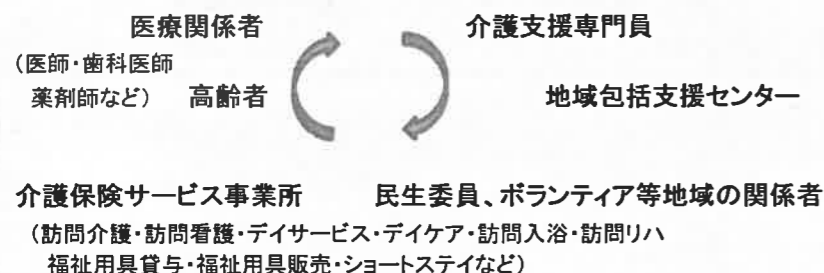 医療関係者
介護支援専門員
（医師・歯科医師
薬剤師など）
高齢者
地域包括支援センター
介護保険サービス事業所
民生委員、ボランティア等地域の関係者
（訪問介護・訪問看護・デイサービス・デイケア・訪問入浴・訪問リハ
福祉用具貸与・福祉用具販売・ショートステイなど）